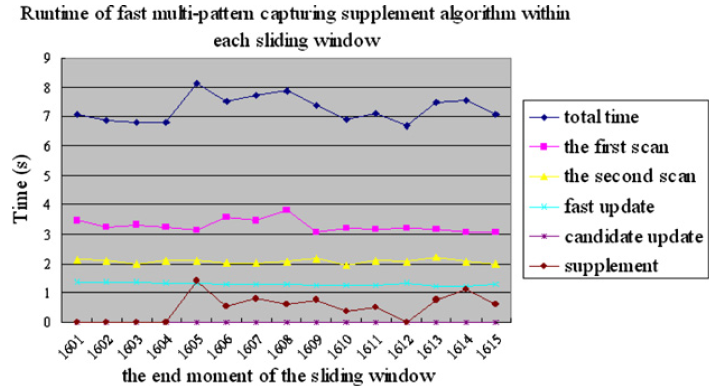 Runtime of fast multi-pattern capturing supplement algorithm within
each sliding window
9
8
7
6
5
4
3
2
1
0
Time (s)
1601 1602 1603 1604 1605 1606 1607 1608 1609 1610 1611 1612 1613 1614 1615
the end moment of the sliding window
total time
the first scan
the second scan
fast update
candidate update
supplement